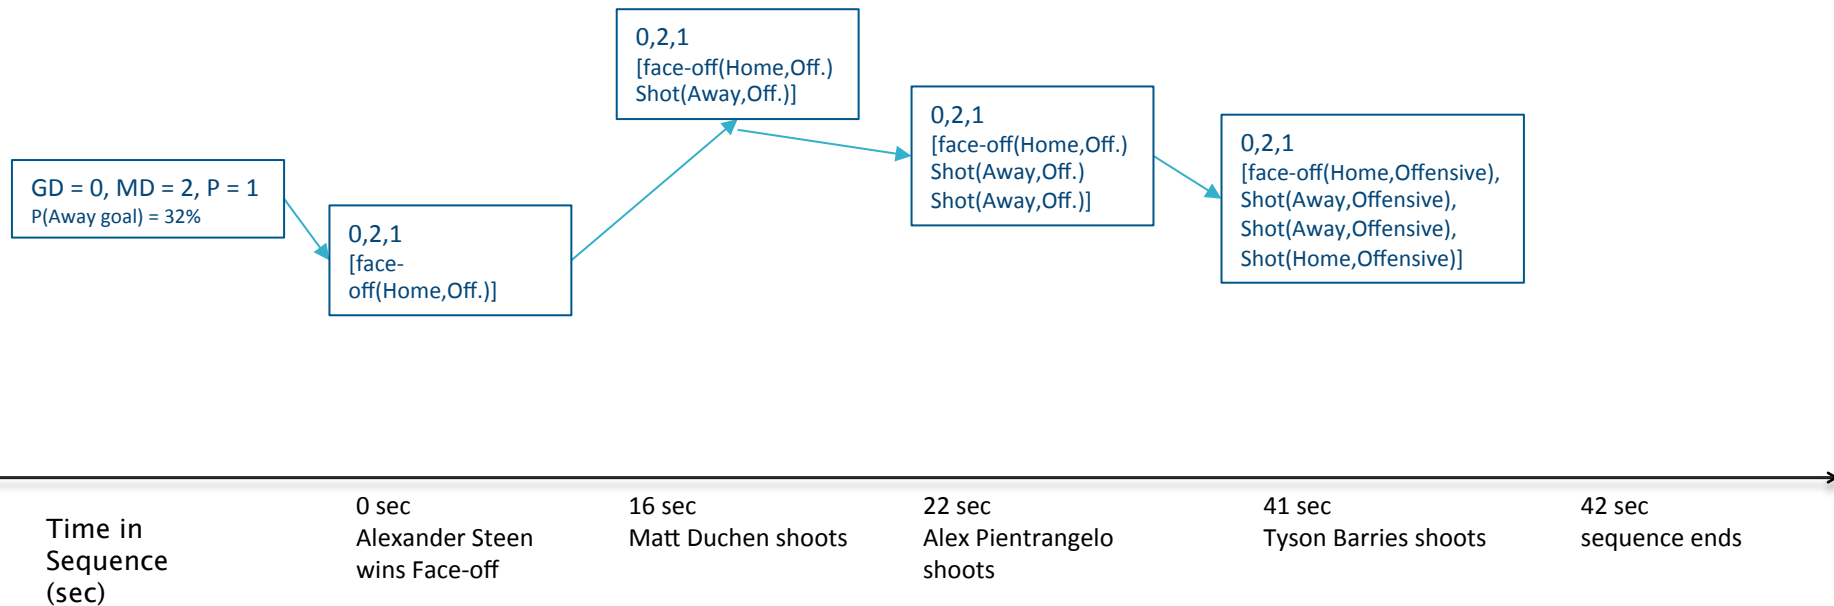 GD = 0, MD = 2, P = 1
P(Away goal) = 32%
0,2,1
[face-
off(Home,Off.)]
0,2,1
[face-off(Home,Off.)
Shot(Away,Off.)]
0,2,1
[face-off(Home,Off.)
Shot(Away,Off.)
Shot(Away,Off.)]
0,2,1
[face-off(Home,Offensive),
Shot(Away,Offensive),
Shot(Away,Offensive),
Shot(Home,Offensive)]
Time in
Sequence
(sec)
0 sec
Alexander Steen
wins Face-off
16 sec
Matt Duchen shoots
22 sec
Alex Pientrangelo
shoots
41 sec
Tyson Barries shoots
42 sec
sequence ends